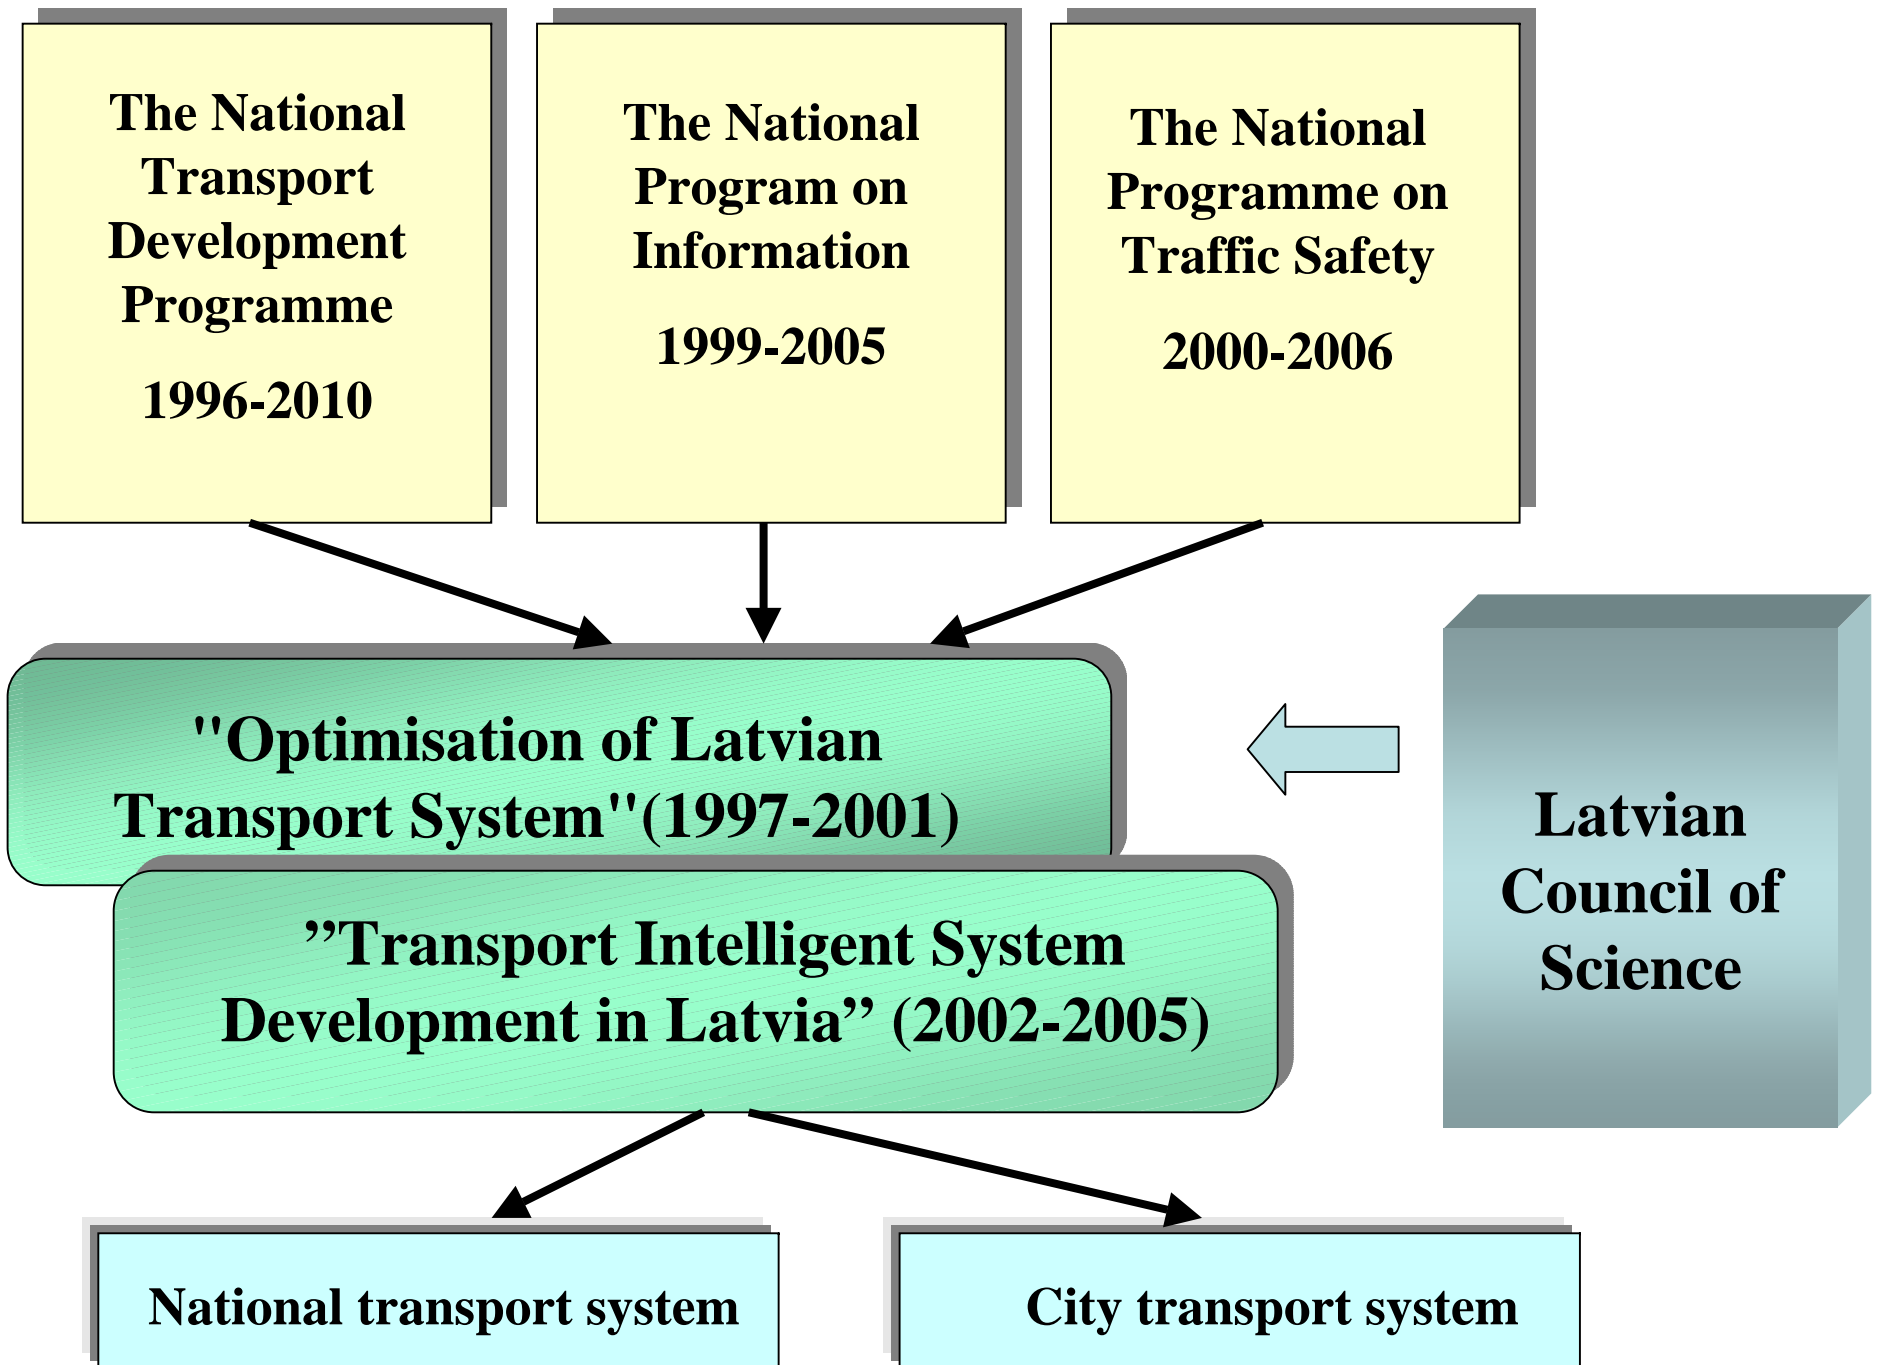 The National
Transport
Development
Programme
1996-2010
The National
Program on
Information
1999-2005
The National
Programme on
Traffic Safety
2000-2006
"Optimisation of Latvian
Transport System"(1997-2001)
”Transport Intelligent System
Development in Latvia” (2002-2005)
Latvian
Council of
Science
National transport system
City transport system